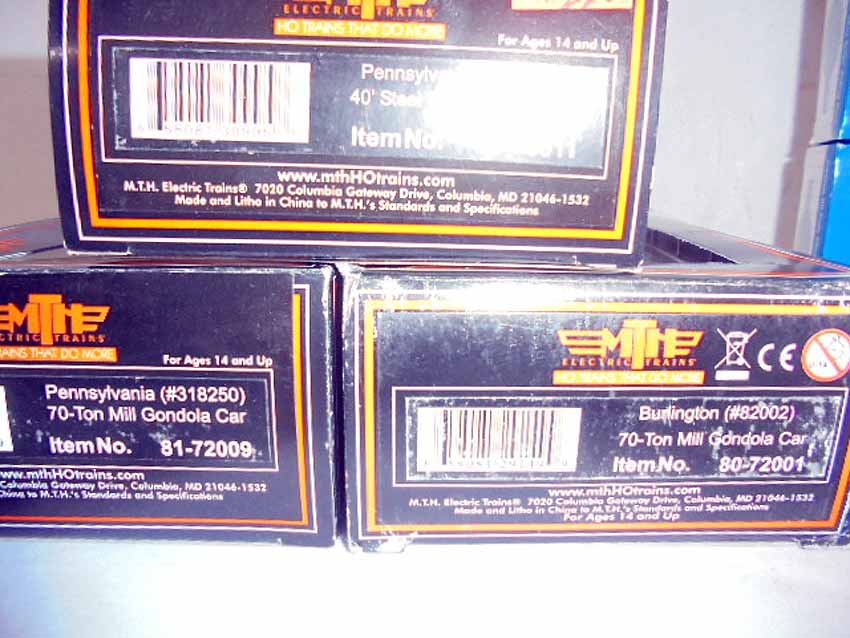 ELECTRIC TRAINS
HO TRAINS THAT DO MORE
For Ages 14 and Up
40' Steel
Item No.
www.mthHOtrains.com
M.T.H. Electric Trains® 7020 Columbia Gateway Drive, Columbia, MD 21046-1532
Made and Litho in China to M.T.H.'s Standards and Specifications
MTH
TRAINS
THAT DO MORE
For Ages 14 and Up
Pennsylvania (#318250)
70-Ton Mill Gondola Car
Item No. 81-72009
www.mthHOtrains.com
Columbia Gateway Drive, Columbia, MD 21046-1532
China to M.T.H.'s Standards and Specifications
MTH
ELECTRIC TRAINS
HO TRAINS THAT DO MORE
CE
Burlington (#82002)
70-Ton Mill Gondola Car
Item No. 80-72001
www.mthHOtrains.com
M.T.H. Electric Trains® 7020 Columbia Gateway Drive, Columbia, MD 21046-1532
Made and Litho in China to M.T.H.'s Standards and Specifications
For Ages 14 and Up